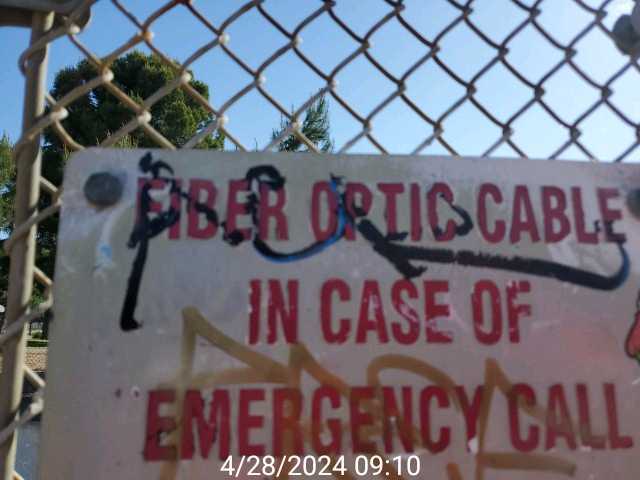 FIBER OPTIC CABLE
IN CASE OF
EMERGENCY CALL
4/28/2024 09:10